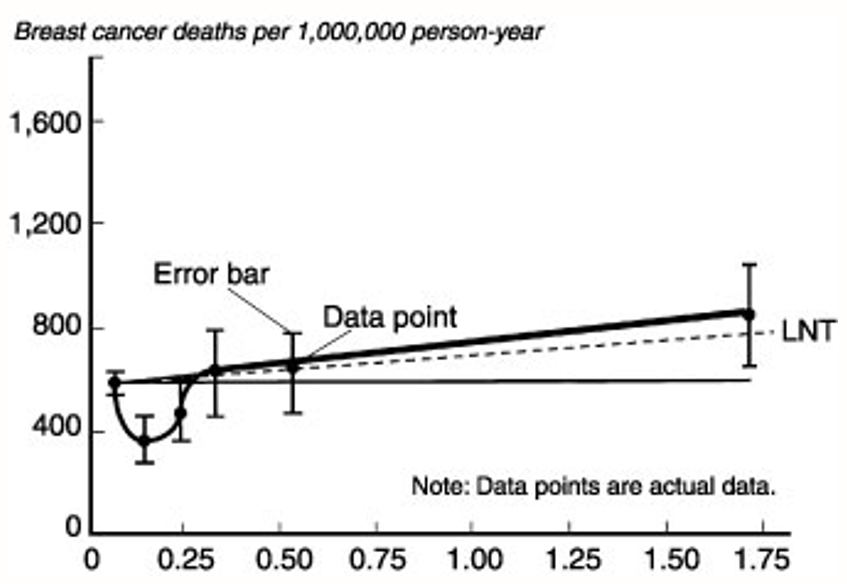 Breast cancer deaths per 1,000,000 person-year
1,600
1,200
Error bar
Data point
800
LNT
400
Note: Data points are actual data.
0
0 0.25 0.50 0.75 1.00 1.25 1.50 1.75